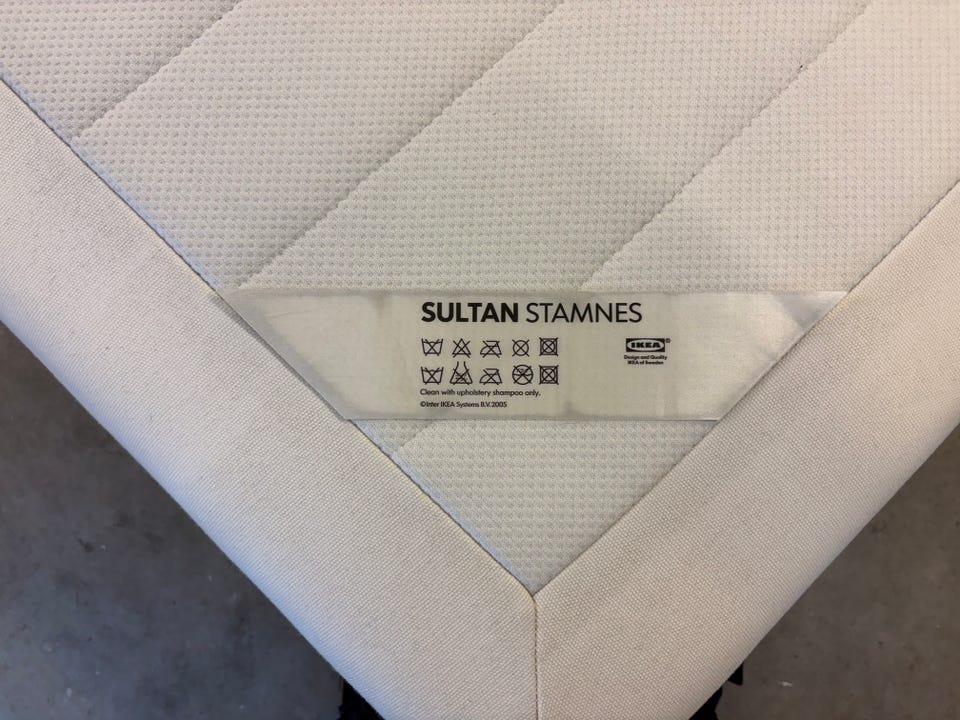 SULTAN STAMNES
IKEA®
Design and Quality
IKEA of Sweden
Clean with upholstery shampoo only.
©Inter IKEA Systems B.V. 2005